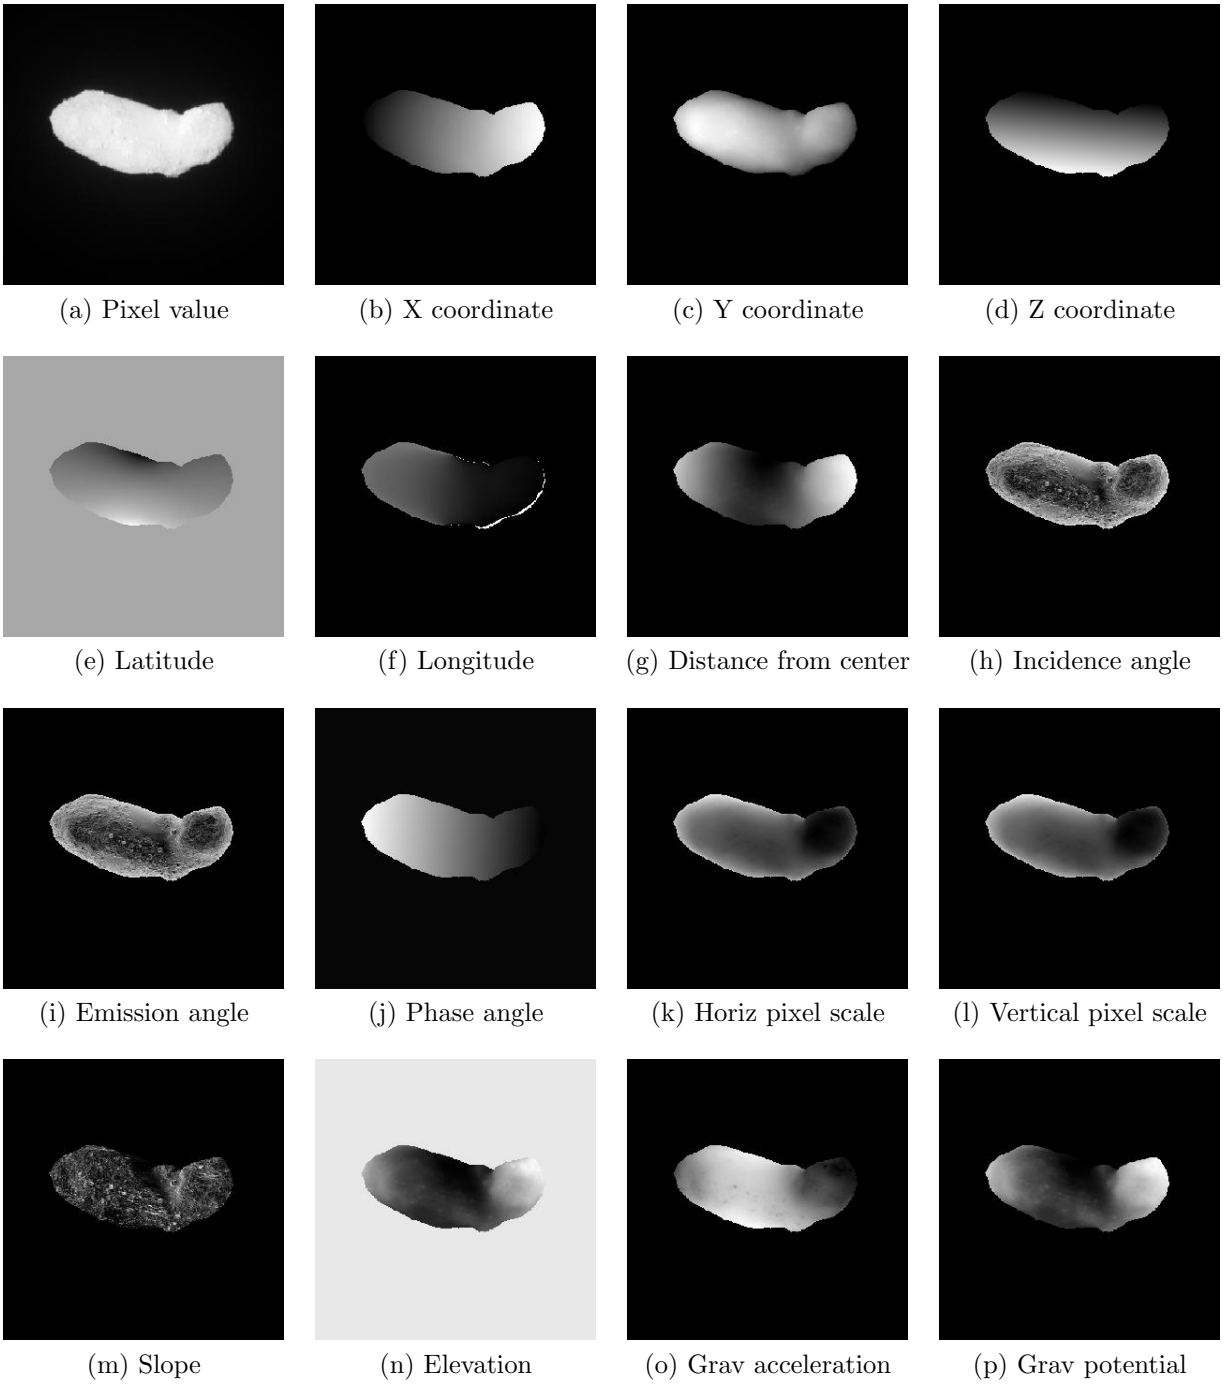 (a) Pixel value
(b) X coordinate
(c) Y coordinate
(d) Z coordinate
(e) Latitude
(f) Longitude
(g) Distance from center
(h) Incidence angle
(i) Emission angle
(j) Phase angle
(k) Horiz pixel scale
(l) Vertical pixel scale
(m) Slope
(n) Elevation
(o) Grav acceleration
(p) Grav potential